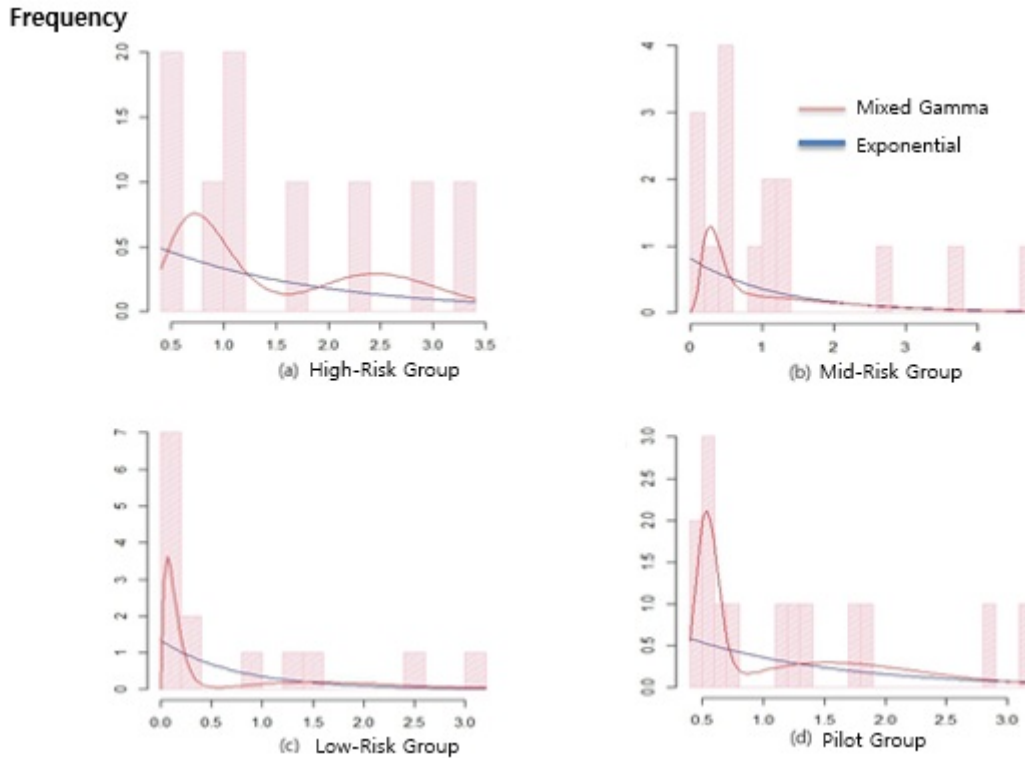 Frequency
2.0
1.5
1.0
0.5
0.0
0.5 1.0 1.5 2.0 2.5 3.0 3.5
(a) High-Risk Group
4
3
2
1
0
Mixed Gamma
Exponential
0 1 2 3 4
(b) Mid-Risk Group
7
6
5
4
3
2
1
0
0.0 0.5 1.0 1.5 2.0 2.5 3.0
(c) Low-Risk Group
3.0
2.5
2.0
1.5
1.0
0.5
0.0
0.5 1.0 1.5 2.0 2.5 3.0
(d) Pilot Group